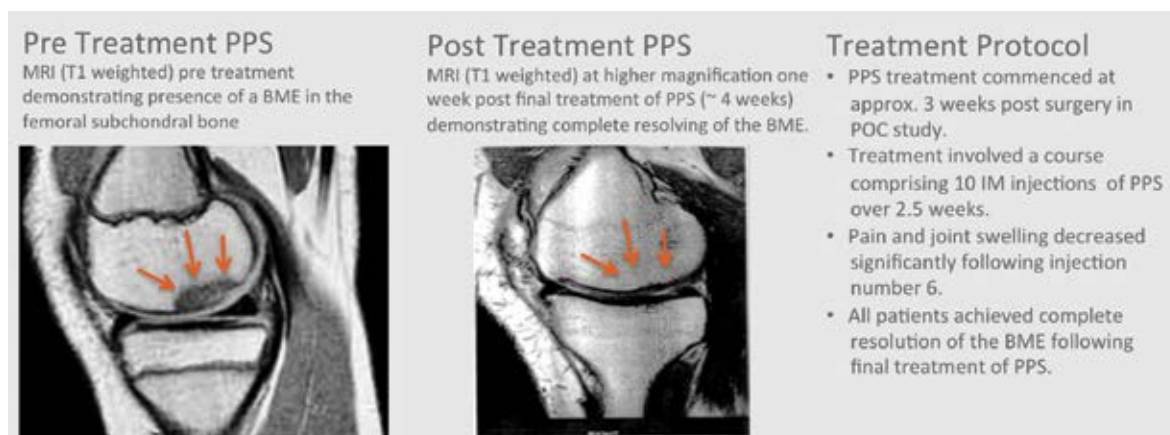 Pre Treatment PPS
MRI (T1 weighted) pre treatment
demonstrating presence of a BME in the
femoral subchondral bone
Post Treatment PPS
MRI (T1 weighted) at higher magnification one
week post final treatment of PPS (~ 4 weeks)
demonstrating complete resolving of the BME.
Treatment Protocol
• PPS treatment commenced at
approx. 3 weeks post surgery in
POC study.
• Treatment involved a course
comprising 10 IM injections of PPS
over 2.5 weeks.
• Pain and joint swelling decreased
significantly following injection
number 6.
• All patients achieved complete
resolution of the BME following
final treatment of PPS.